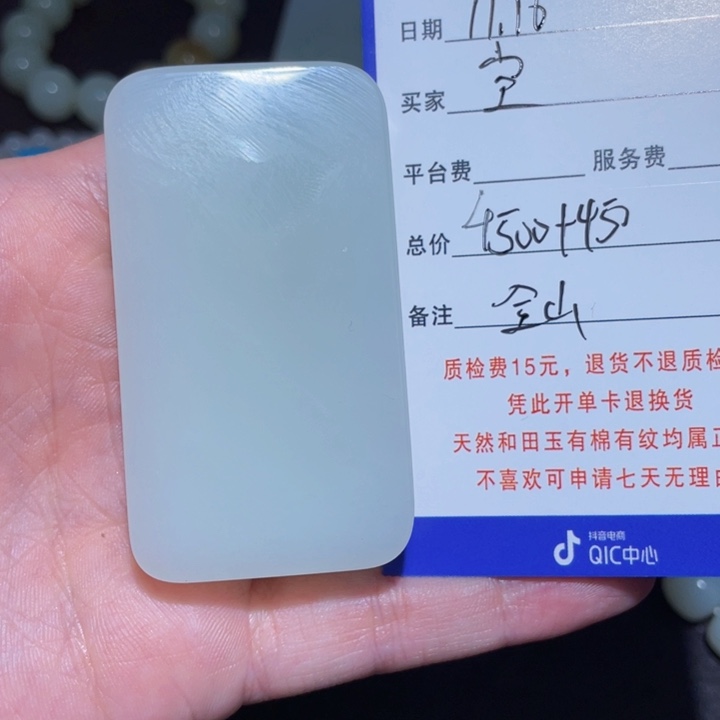 日期 11.16
买家
平台费 服务费
总价 4500+45
备注 金山
质检费15元，退货不退质检
凭此开单卡退换货
天然和田玉有棉有纹均属正
不喜欢可申请七天无理由
抖音电商
QIC中心